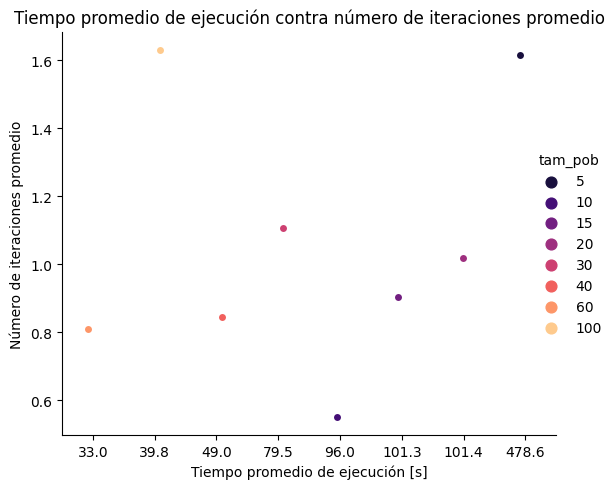 Tiempo promedio de ejecución contra número de iteraciones promedio
Número de iteraciones promedio
1.6
1.4
1.2
1.0
0.8
0.6
tam_pob
5
10
15
20
30
40
60
100
33.0 39.8 49.0 79.5 96.0 101.3 101.4 478.6
Tiempo promedio de ejecución [s]